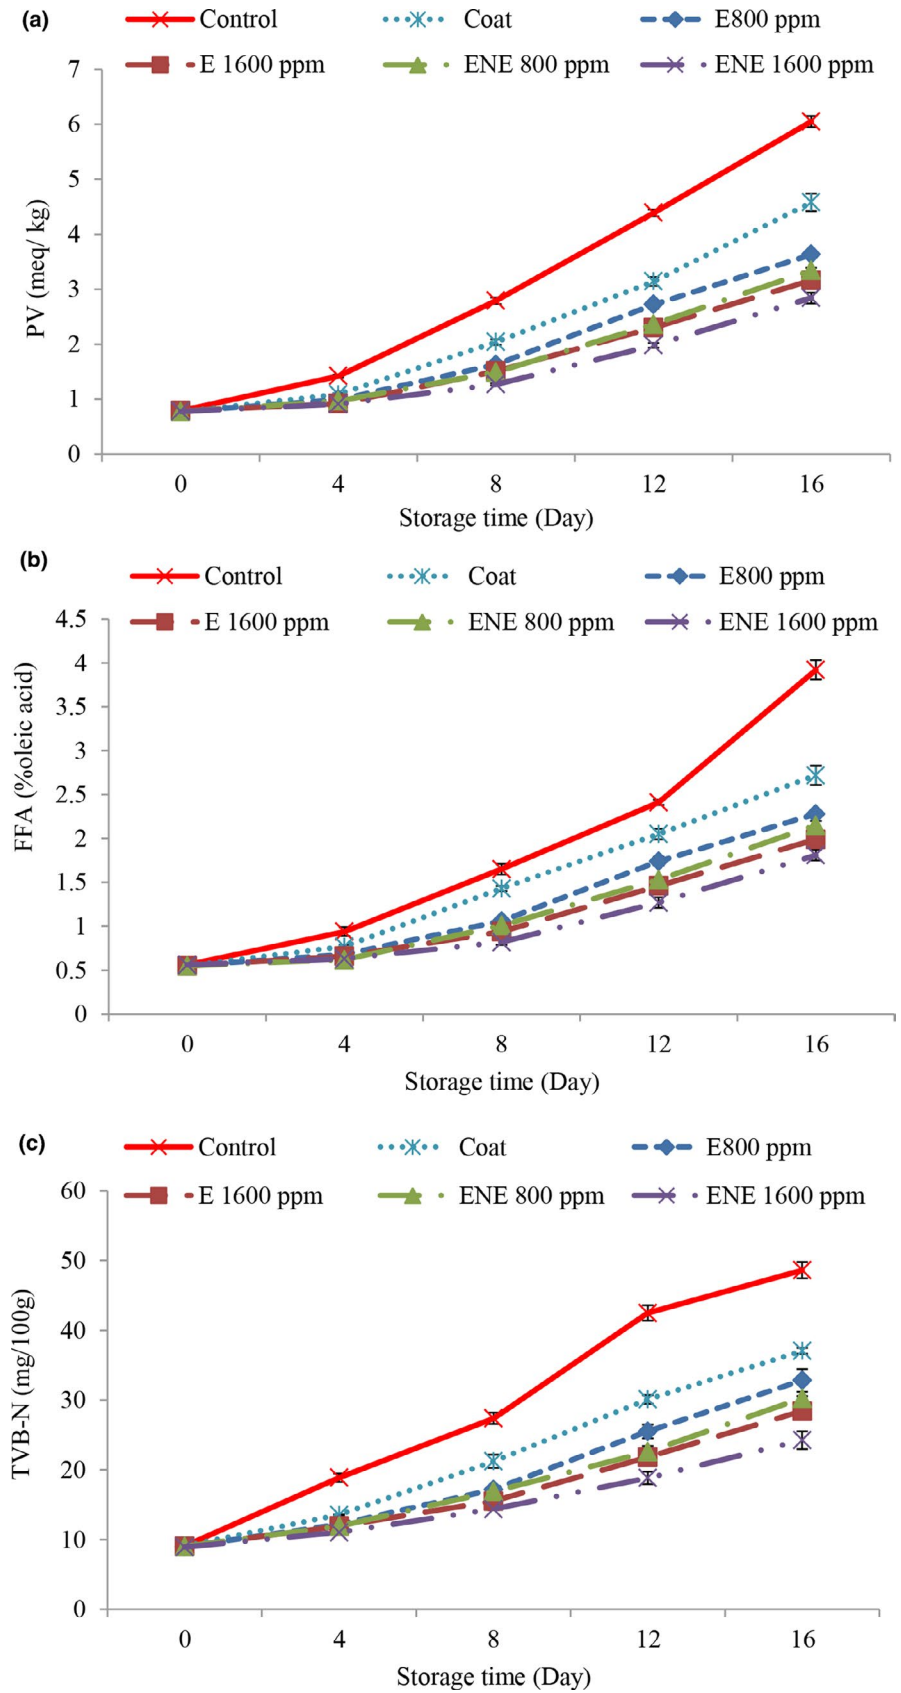 (a)
Control Coat E800 ppm
E 1600 ppm ENE 800 ppm ENE 1600 ppm
7
6
5
4
3
2
1
0
PV (meq/ kg)
0 4 8 12 16
Storage time (Day)
(b)
Control Coat E800 ppm
E 1600 ppm ENE 800 ppm ENE 1600 ppm
4.5
4
3.5
3
2.5
2
1.5
1
0.5
0
FFA (%oleic acid)
0 4 8 12 16
Storage time (Day)
(c)
Control Coat E800 ppm
E 1600 ppm ENE 800 ppm ENE 1600 ppm
60
50
40
30
20
10
0
TVB-N (mg/100g)
0 4 8 12 16
Storage time (Day)